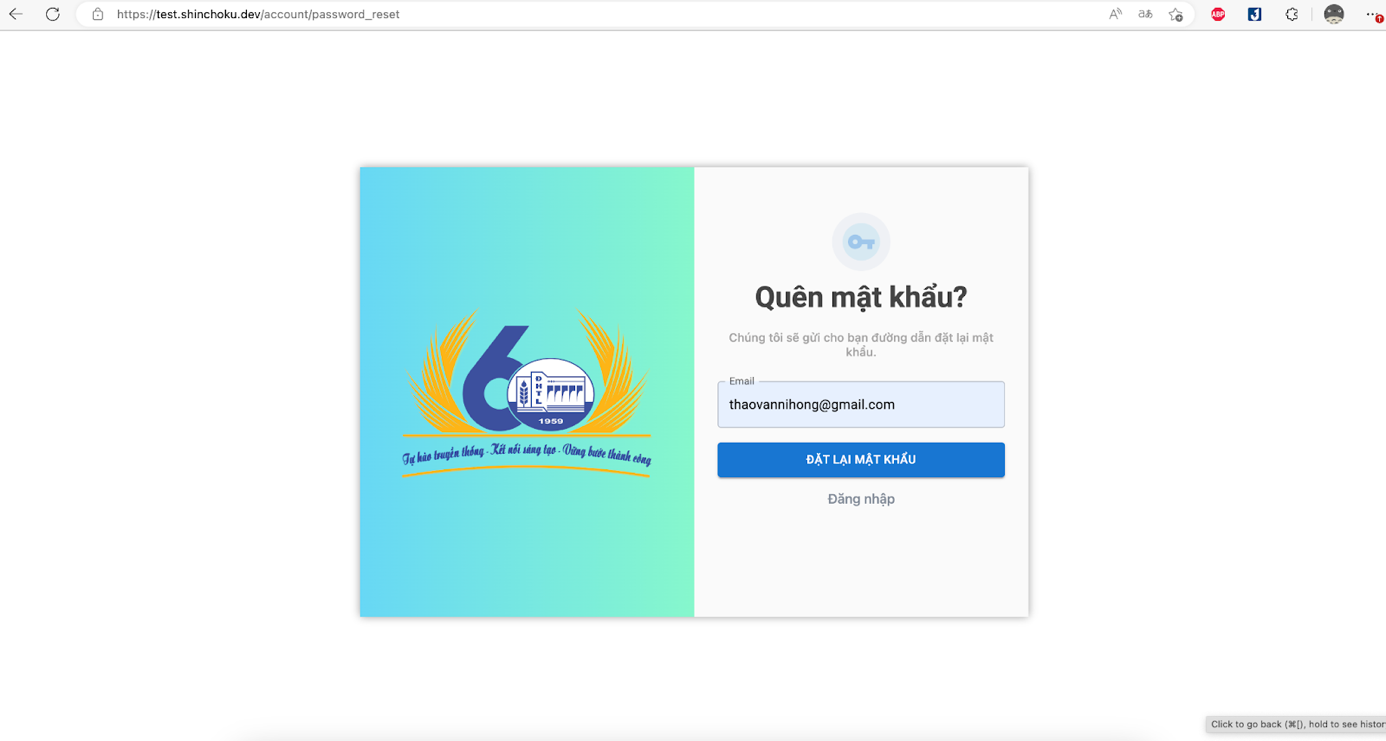 https://test.shinchoku.dev/account/password_reset
ABP
Quên mật khẩu?
Chúng tôi sẽ gửi cho bạn đường dẫn đặt lại mật
khẩu.
Email
thaovannihong@gmail.com
ĐẶT LẠI MẬT KHẨU
Đăng nhập
60
ĐHTL
1959
Tự hào truyền thống - Kết nối sáng tạo - Vững bước thành công
Click to go back (⌘[), hold to see histor